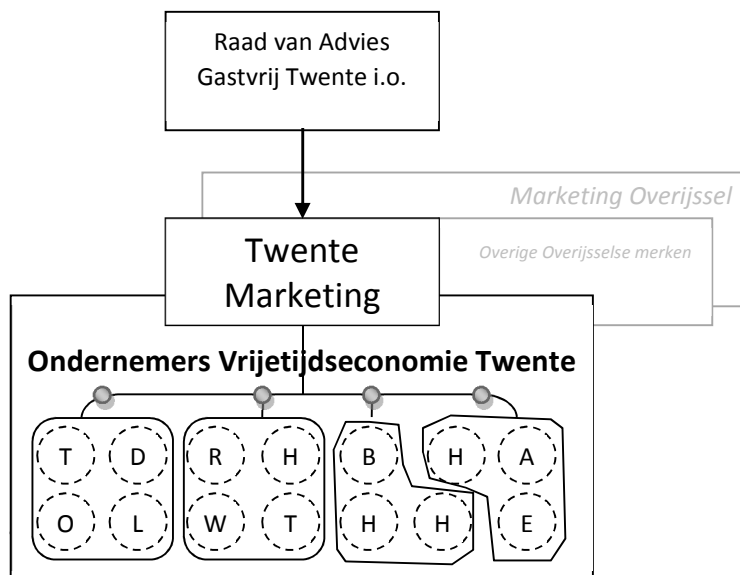 Raad van Advies
Gastvrij Twente i.o.
Marketing Overijssel
Twente
Marketing
Overige Overijsselse merken
Ondernemers Vrijetijdseconomie Twente
T D R H B H A
O L W T H H E